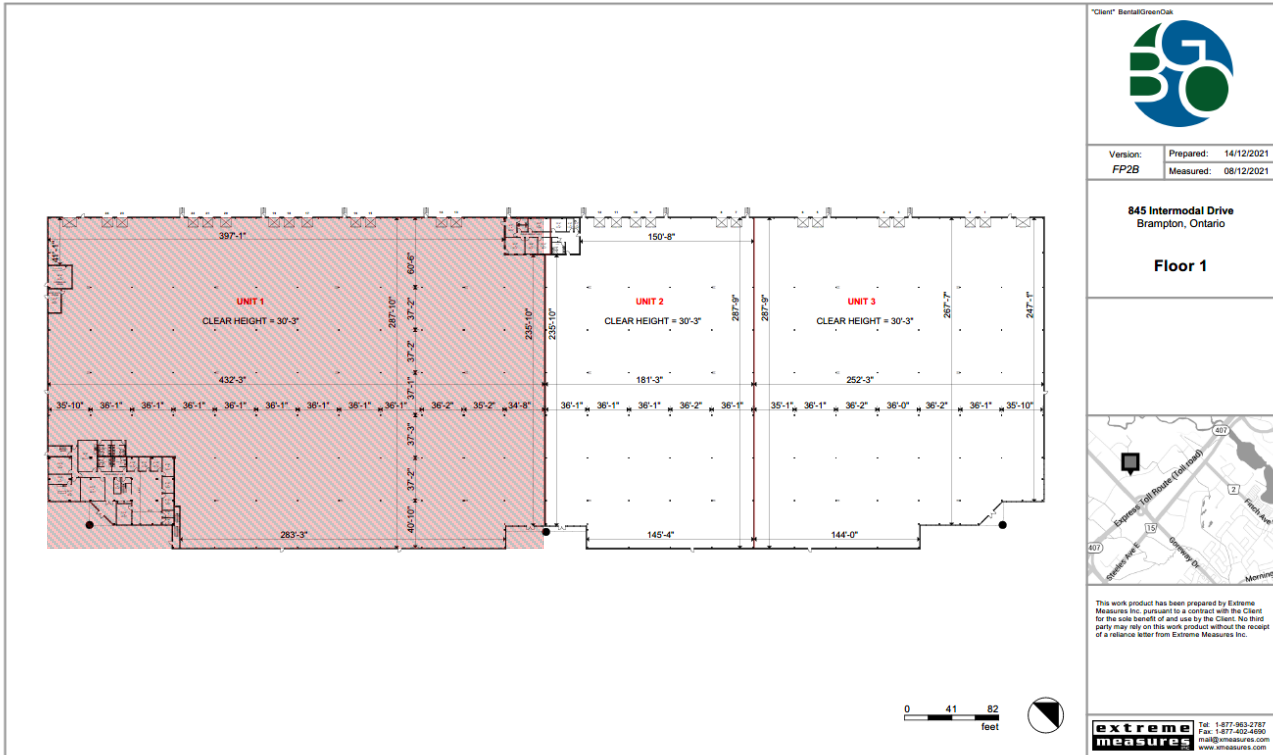 "Client" BentallGreenOak
BGO
Version:
FP2B
Prepared: 14/12/2021
Measured: 08/12/2021
845 Intermodal Drive
Brampton, Ontario
Floor 1
397'-1"
150'-8"
41'-1"
60'-6"
UNIT 1
UNIT 2
UNIT 3
CLEAR HEIGHT = 30'-3"
CLEAR HEIGHT = 30'-3"
CLEAR HEIGHT = 30'-3"
287'-10"
37'-2"
235'-10"
235'-10"
287'-9"
287'-9"
267'-7"
247'-1"
37'-2"
37'-1"
432'-3"
181'-3"
252'-3"
35'-10" 36'-1" 36'-1" 36'-1" 36'-1" 36'-1" 36'-1" 36'-1" 36'-1" 36'-2" 35'-2" 34'-8" 36'-1" 36'-1" 36'-1" 36'-2" 36'-1" 35'-1" 36'-1" 36'-2" 36'-0" 36'-2" 36'-1" 35'-10"
37'-3"
37'-2"
40'-10"
283'-3"
145'-4"
144'-0"
0 41 82
feet
407
Express Toll Route (Toll road)
2
Finch Ave
15
407
Steeles Ave E
Goreway Dr
Morning
This work product has been prepared by Extreme
Measures Inc. pursuant to a contract with the Client
for the sole benefit of and use by the Client. No third
party may rely on this work product without the receipt
of a reliance letter from Extreme Measures Inc.
extreme
measures
Tel: 1-877-963-2787
Fax: 1-877-402-4690
mail@xmeasures.com
www.xmeasures.com